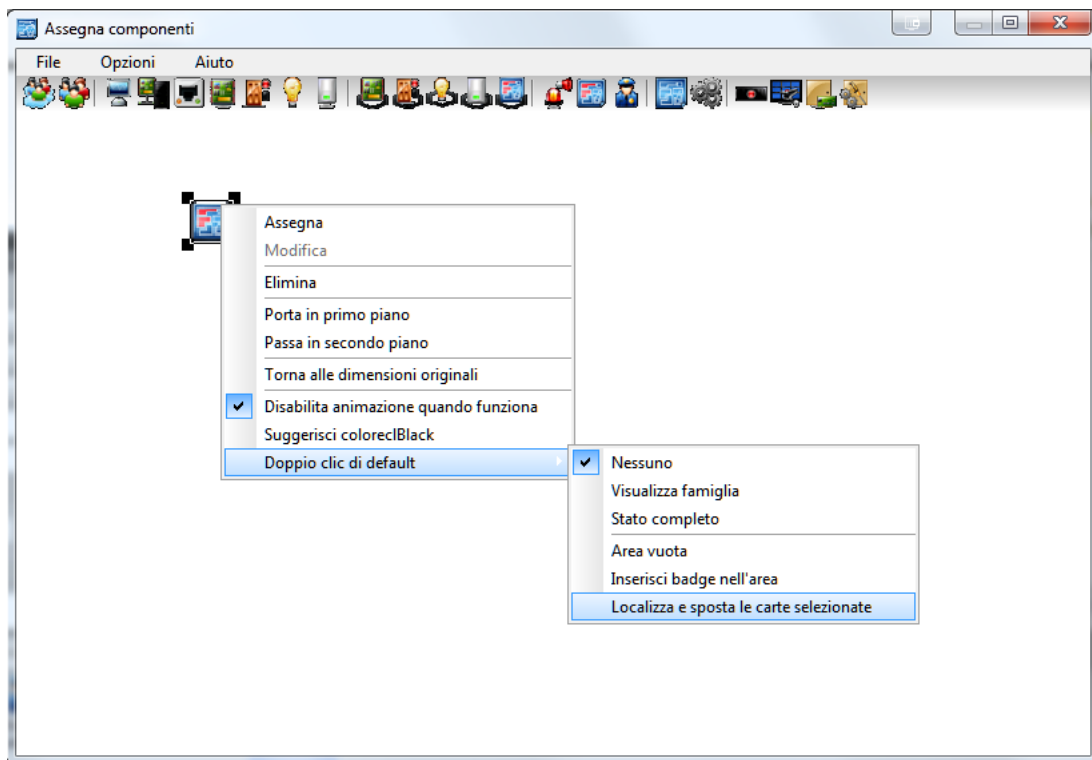 Assegna componenti
File Opzioni Aiuto
Assegna
Modifica
Elimina
Porta in primo piano
Passa in secondo piano
Torna alle dimensioni originali
Disabilita animazione quando funziona
Suggerisci coloreclBlack
Doppio clic di default
Nessuno
Visualizza famiglia
Stato completo
Area vuota
Inserisci badge nell'area
Localizza e sposta le carte selezionate